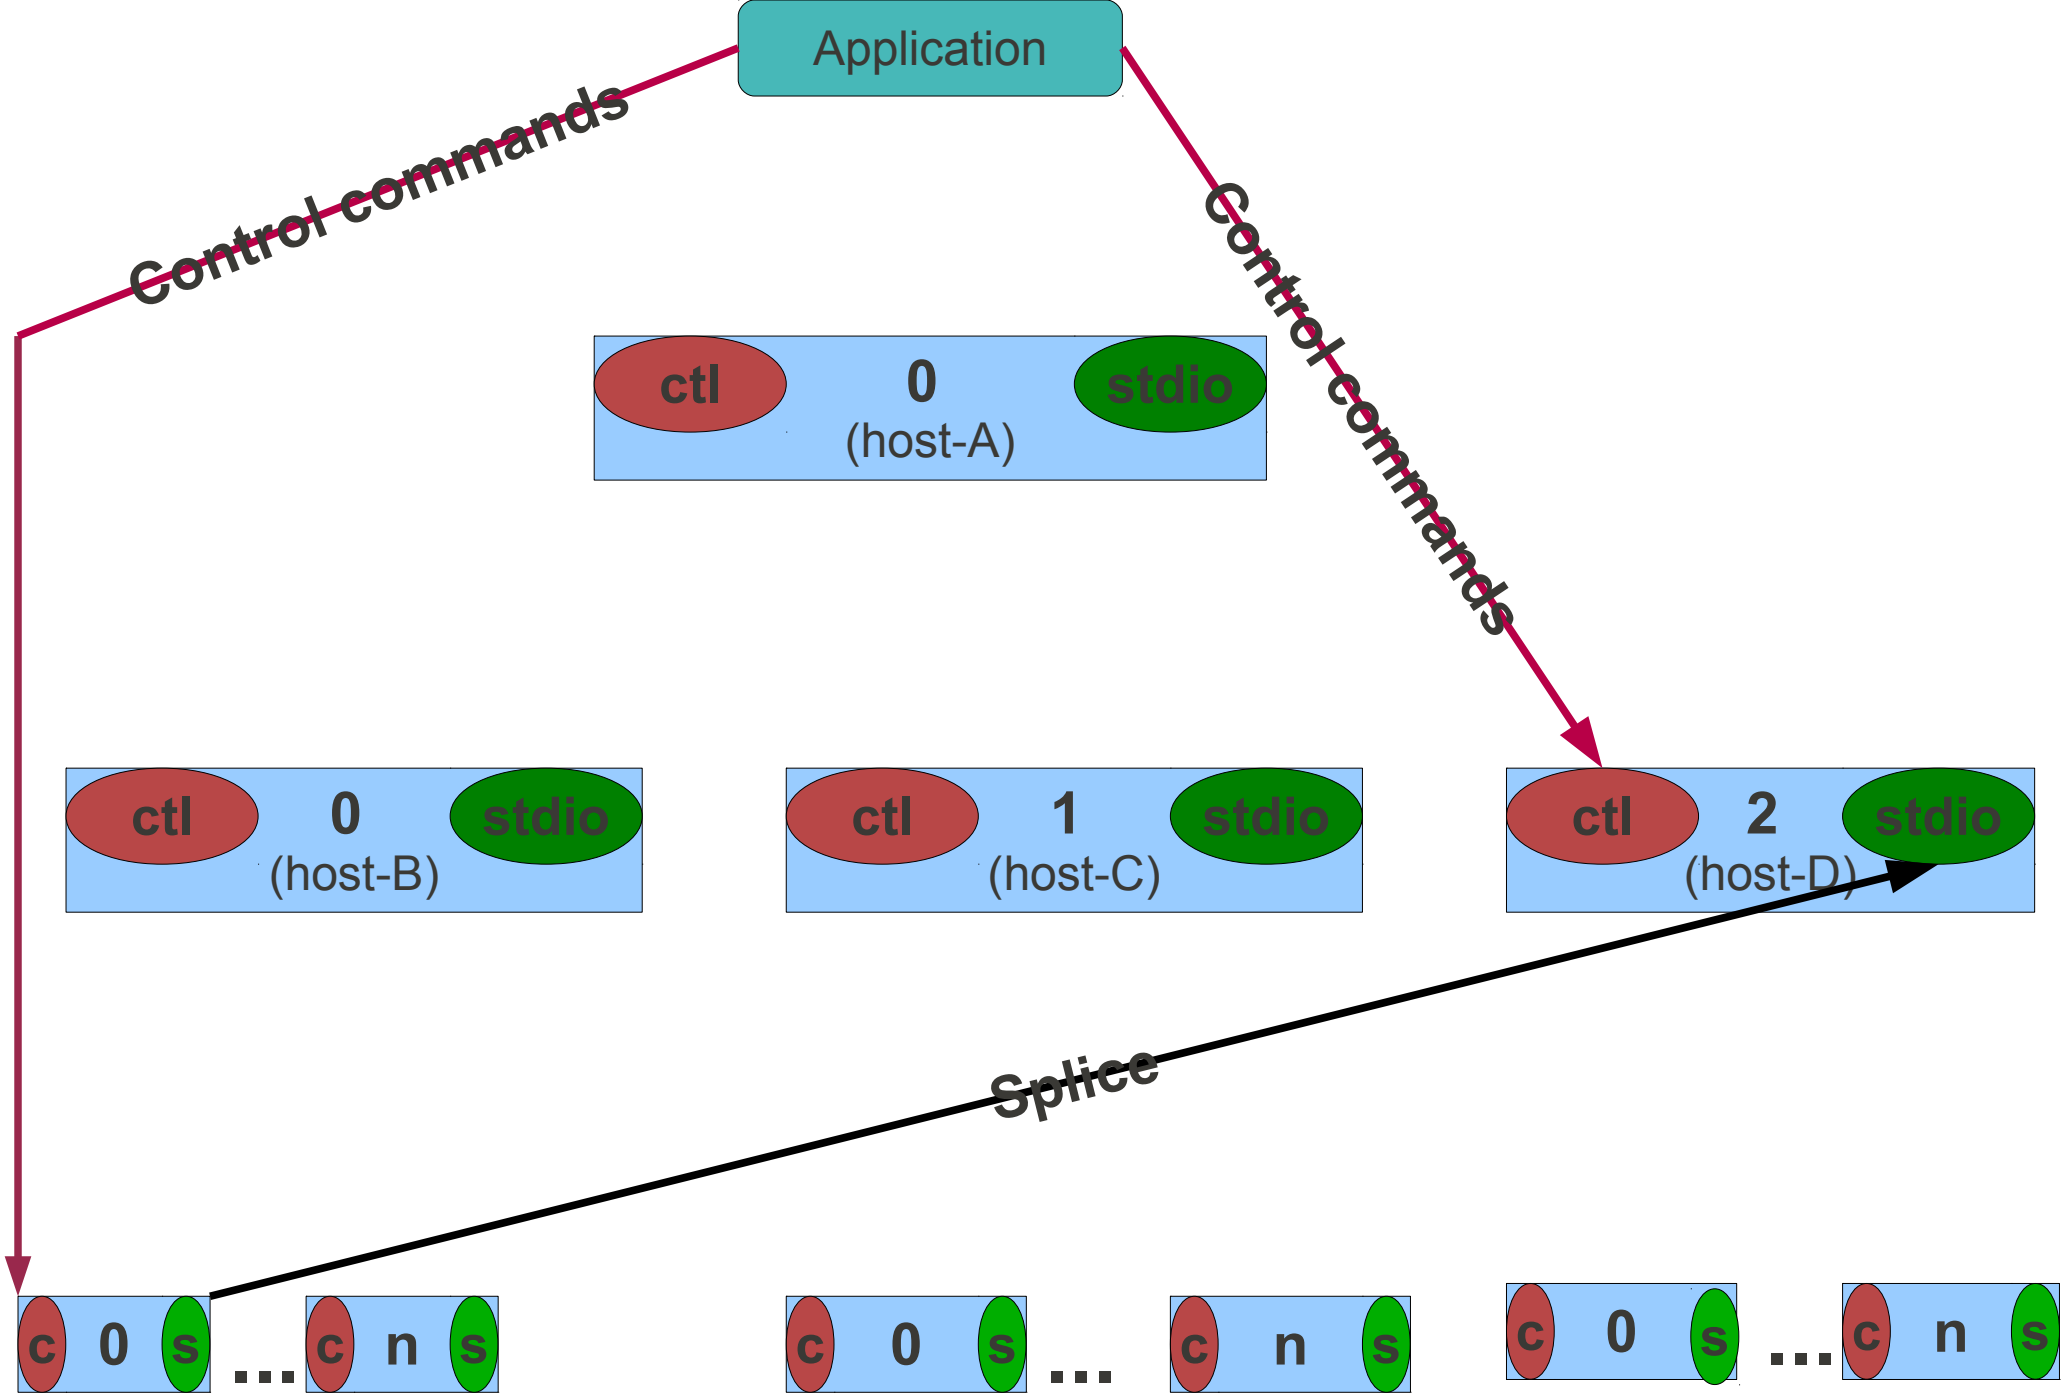 Application
Control commands
Control commands
ctl 0 stdio
(host-A)
ctl 0 stdio
(host-B)
ctl 1 stdio
(host-C)
ctl 2 stdio
(host-D)
Splice
c 0 s ... c n s
c 0 s ... c n s
c 0 s ... c n s